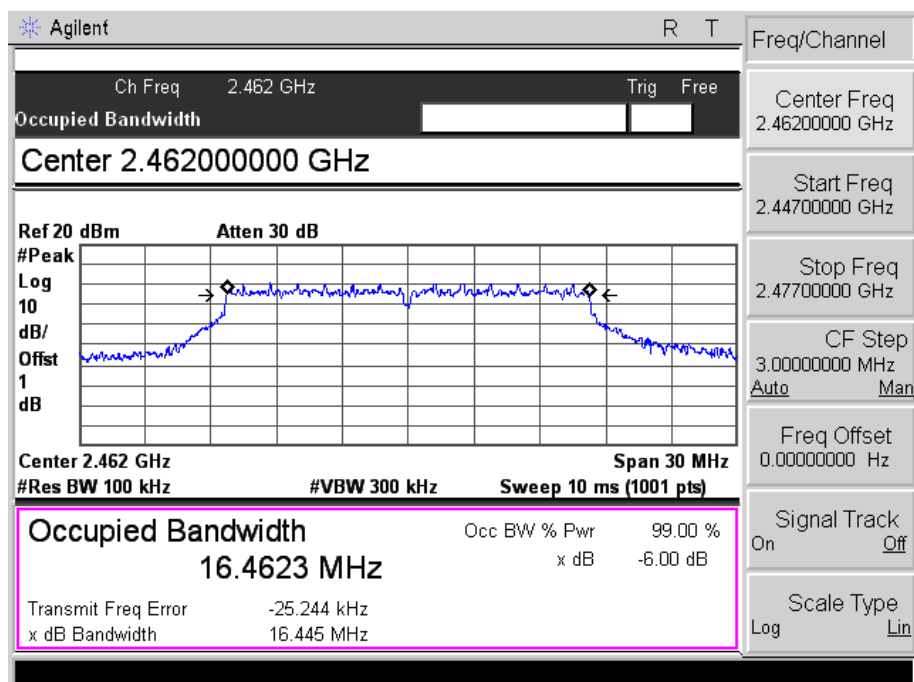 Agilent R T
Ch Freq 2.462 GHz Trig Free
Occupied Bandwidth
Center 2.462000000 GHz
Ref 20 dBm Atten 30 dB
#Peak
Log
10
dB/
Offst
1
dB
Center 2.462 GHz Span 30 MHz
#Res BW 100 kHz #VBW 300 kHz Sweep 10 ms (1001 pts)
Occupied Bandwidth Occ BW % Pwr 99.00 %
16.4623 MHz x dB -6.00 dB
Transmit Freq Error -25.244 kHz
x dB Bandwidth 16.445 MHz
Freq/Channel
Center Freq
2.46200000 GHz
Start Freq
2.44700000 GHz
Stop Freq
2.47700000 GHz
CF Step
3.00000000 MHz
Auto Man
Freq Offset
0.00000000 Hz
Signal Track
On Off
Scale Type
Log Lin